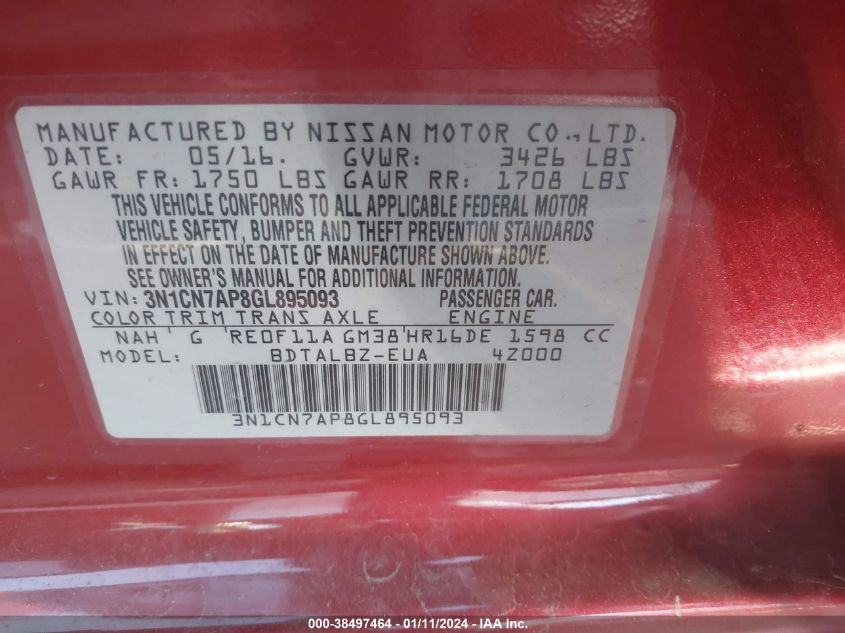 MANUFACTURED BY NISSAN MOTOR CO.,LTD.
DATE: 05/16. GVWR: 3426 LBS
GAWR FR: 1750 LBS GAWR RR: 1708 LBS
THIS VEHICLE CONFORMS TO ALL APPLICABLE FEDERAL MOTOR
VEHICLE SAFETY, BUMPER AND THEFT PREVENTION STANDARDS
IN EFFECT ON THE DATE OF MANUFACTURE SHOWN ABOVE.
SEE OWNER'S MANUAL FOR ADDITIONAL INFORMATION.
VIN: 3N1CN7AP8GL895093 PASSENGER CAR.
COLOR TRIM TRANS AXLE ENGINE
NAH G RE0F11A GM38 HR16DE 1598 CC
MODEL: BDTALBZ-EUA 4Z000
3N1CN7AP8GL895093
000-38497464 - 01/11/2024 - IAA Inc.